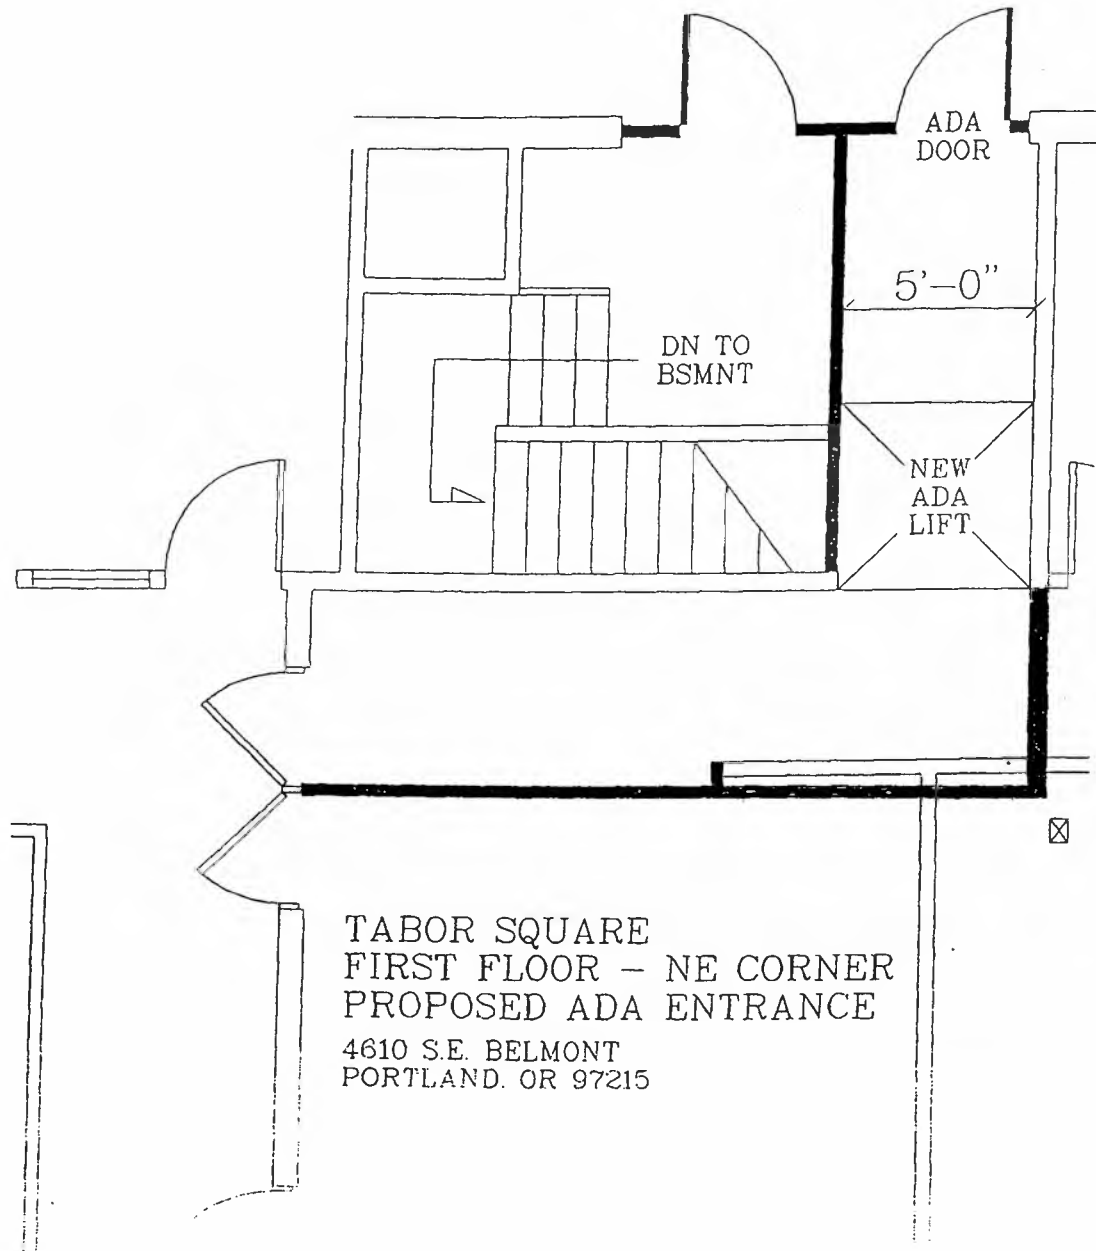 ADA
DOOR
5'-0"
DN TO
BSMNT
NEW
ADA
LIFT
TABOR SQUARE
FIRST FLOOR - NE CORNER
PROPOSED ADA ENTRANCE
4610 S.E. BELMONT
PORTLAND. OR 97215